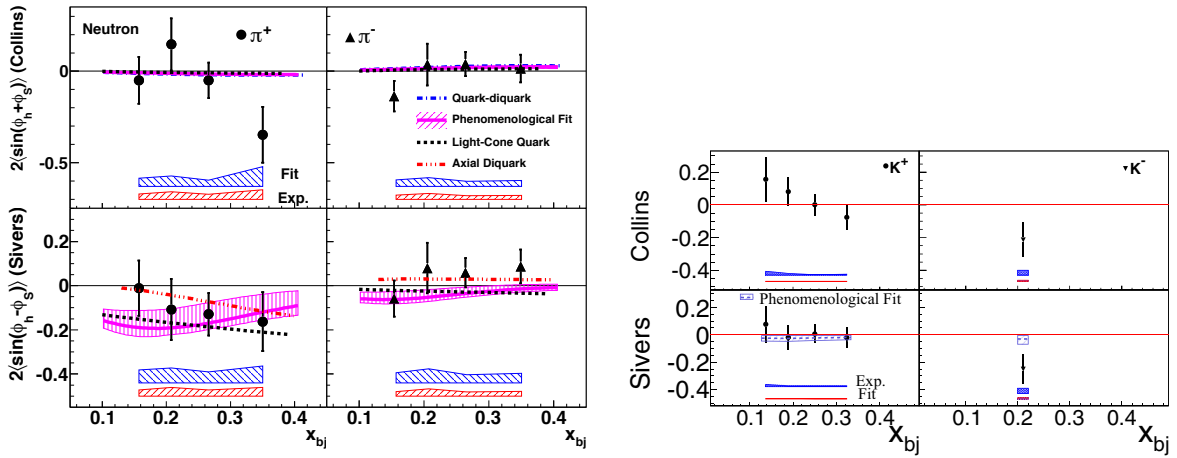 Neutron
π+
π-
2⟨sin(ϕh+ϕS)⟩ (Collins)
0
-0.5
Quark-diquark
Phenomenological Fit
Light-Cone Quark
Axial Diquark
Fit
Exp.
2⟨sin(ϕh-ϕS)⟩ (Sivers)
0.2
0
-0.2
-0.4
0.1 0.2 0.3 0.4 0.1 0.2 0.3 0.4
xbj xbj
K+
K-
Collins
0.4
0.2
0
-0.2
-0.4
Phenomenological Fit
Sivers
0.2
0
-0.2
-0.4
Exp.
Fit
0 0.1 0.2 0.3 0.4 0 0.1 0.2 0.3 0.4
xbj xbj